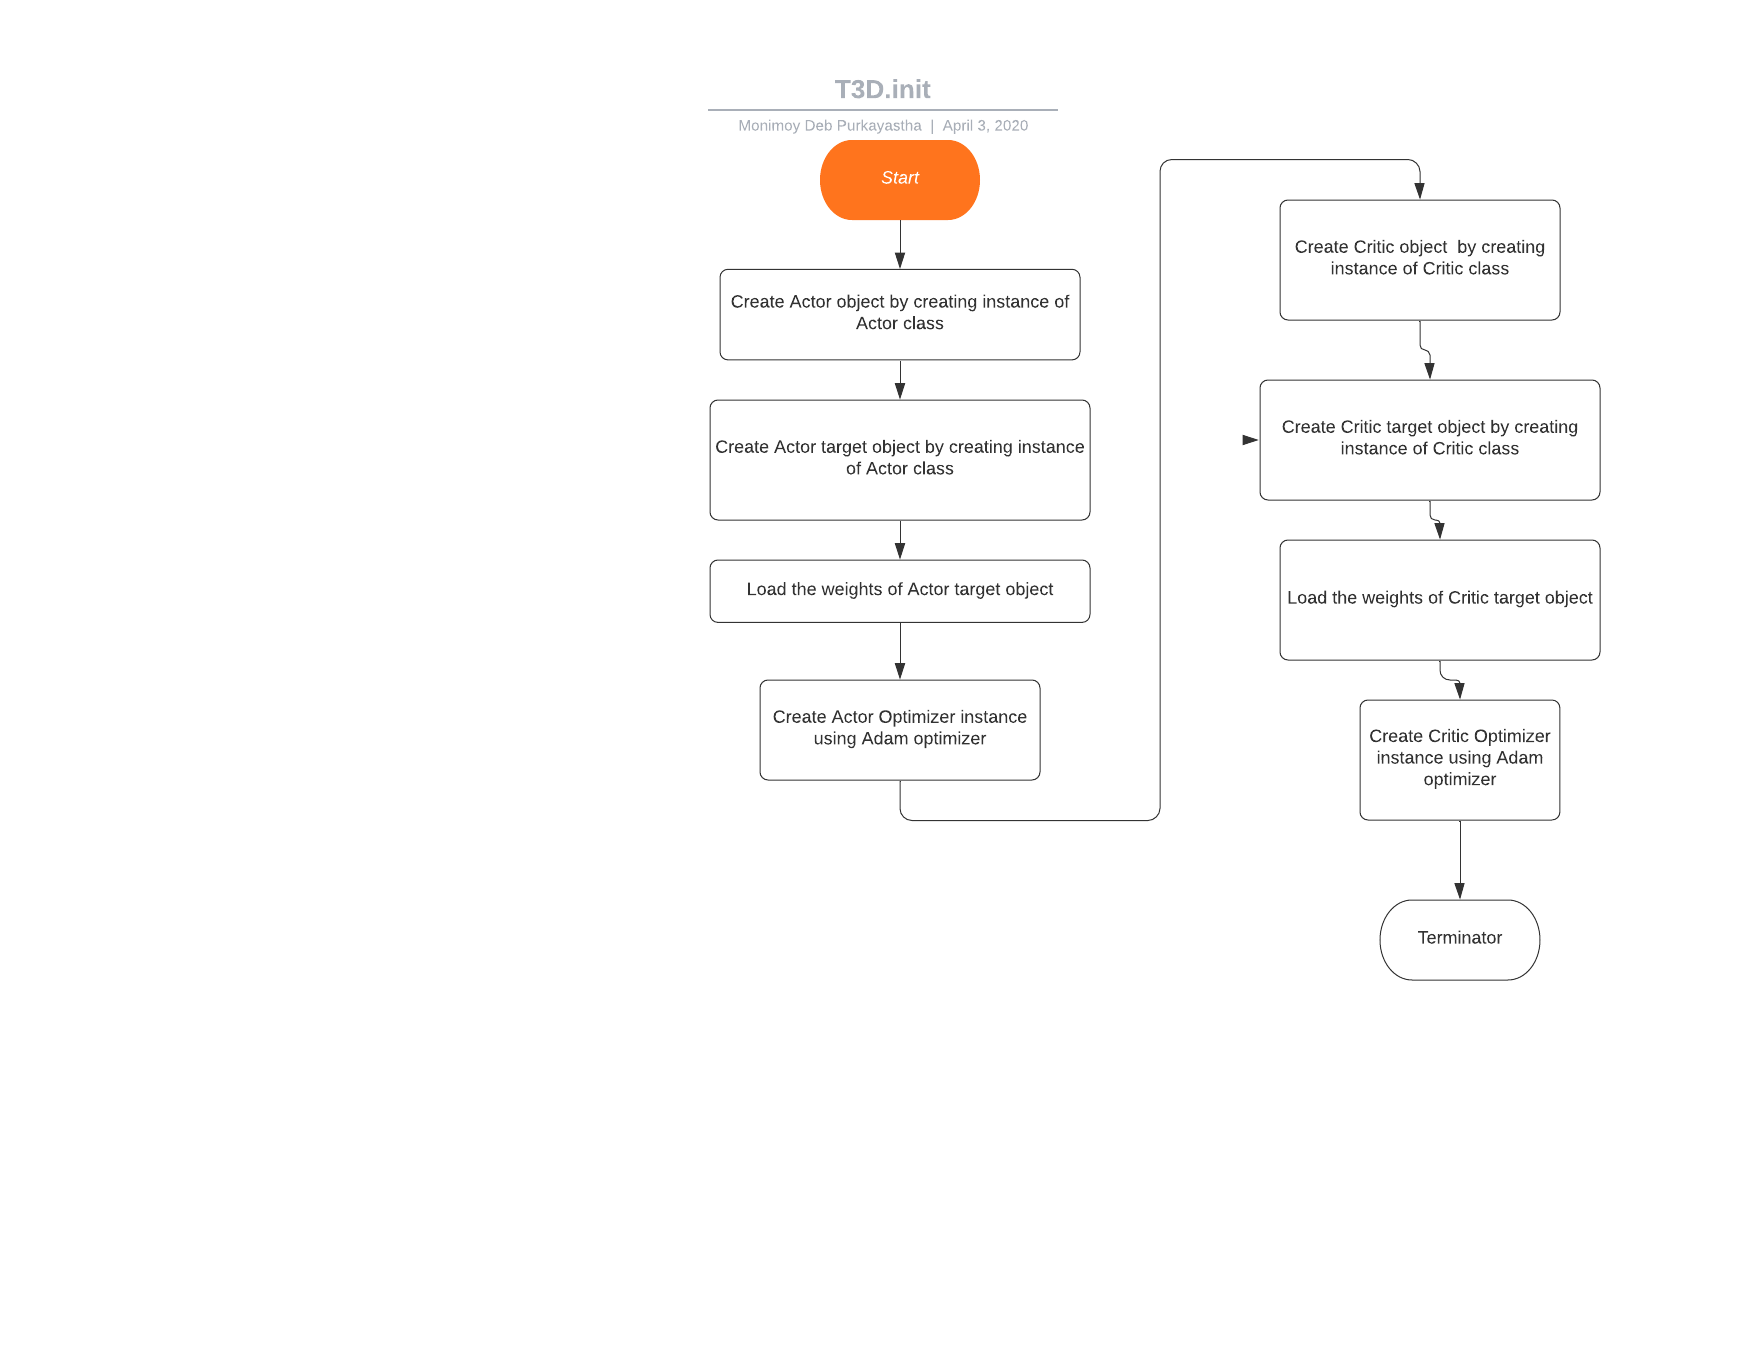 T3D.init
Monimoy Deb Purkayastha | April 3, 2020
Start
Create Actor object by creating instance of
Actor class
Create Actor target object by creating instance
of Actor class
Load the weights of Actor target object
Create Actor Optimizer instance
using Adam optimizer
Create Critic object  by creating
instance of Critic class
Create Critic target object by creating
instance of Critic class
Load the weights of Critic target object
Create Critic Optimizer
instance using Adam
optimizer
Terminator